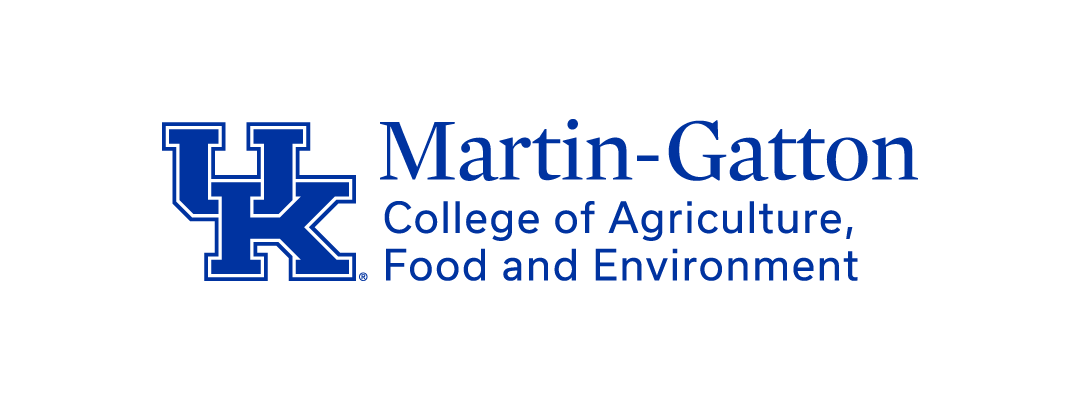 UK®
Martin-Gatton
College of Agriculture,
Food and Environment